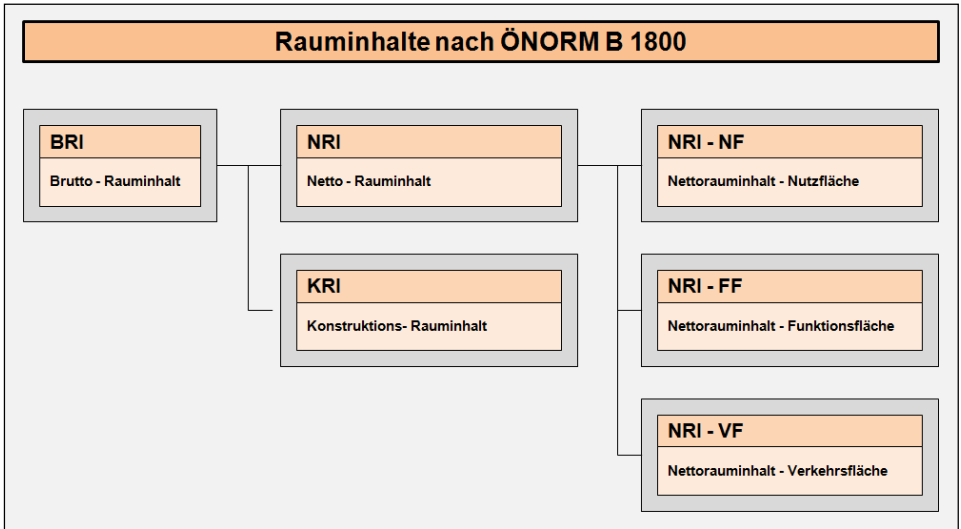 Rauminhalte nach ÖNORM B 1800
BRI
Brutto - Rauminhalt
NRI
Netto - Rauminhalt
NRI - NF
Nettorauminhalt - Nutzfläche
KRI
Konstruktions- Rauminhalt
NRI - FF
Nettorauminhalt - Funktionsfläche
NRI - VF
Nettorauminhalt - Verkehrsfläche